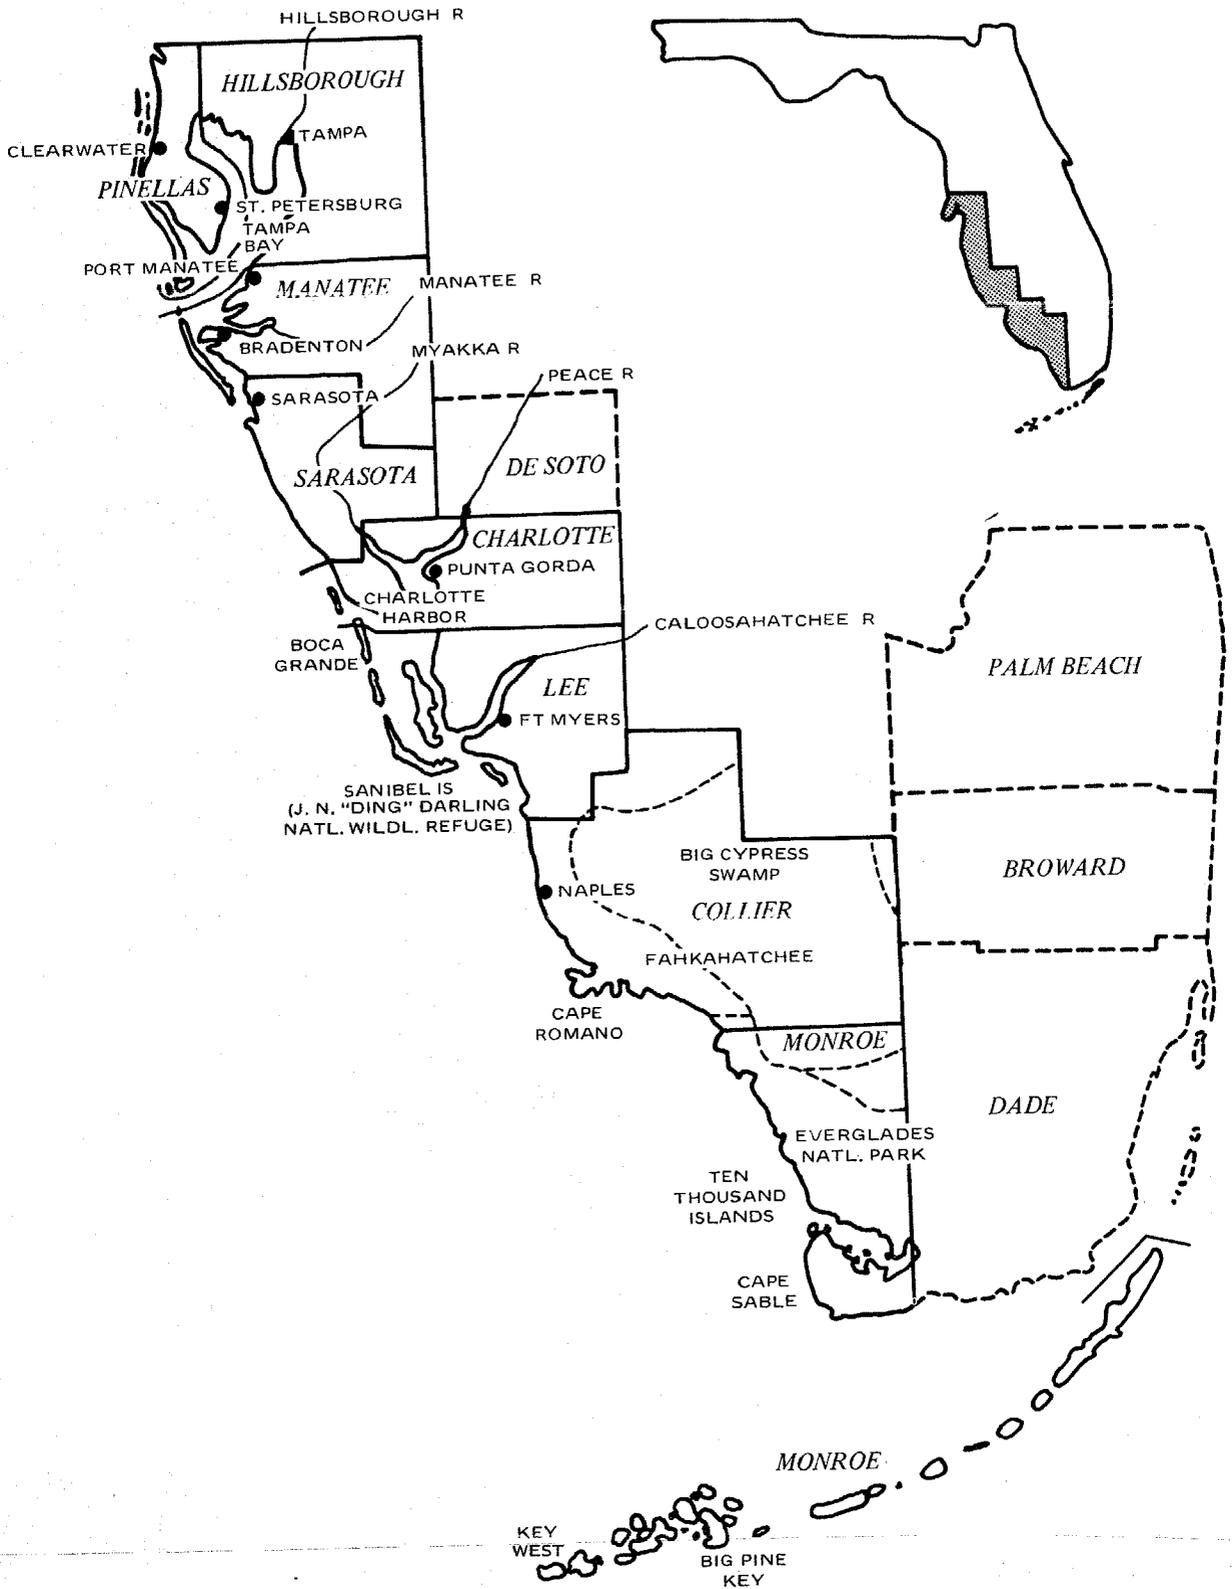 HILLSBOROUGH R
HILLSBOROUGH
TAMPA
CLEARWATER
PINELLAS
ST. PETERSBURG
TAMPA
BAY
PORT MANATEE
MANATEE
MANATEE R
BRADENTON
MYAKKA R
PEACE R
SARASOTA
DE SOTO
SARASOTA
CHARLOTTE
PUNTA GORDA
CHARLOTTE
HARBOR
CALOOSAHATCHEE R
BOCA
GRANDE
PALM BEACH
LEE
FT MYERS
SANIBEL IS
(J. N. "DING" DARLING
NATL. WILDL. REFUGE)
BIG CYPRESS
SWAMP
BROWARD
NAPLES
COLLIER
FAHKAHATCHEE
CAPE
ROMANO
MONROE
DADE
EVERGLADES
NATL. PARK
TEN
THOUSAND
ISLANDS
CAPE
SABLE
MONROE
KEY
WEST
BIG PINE
KEY